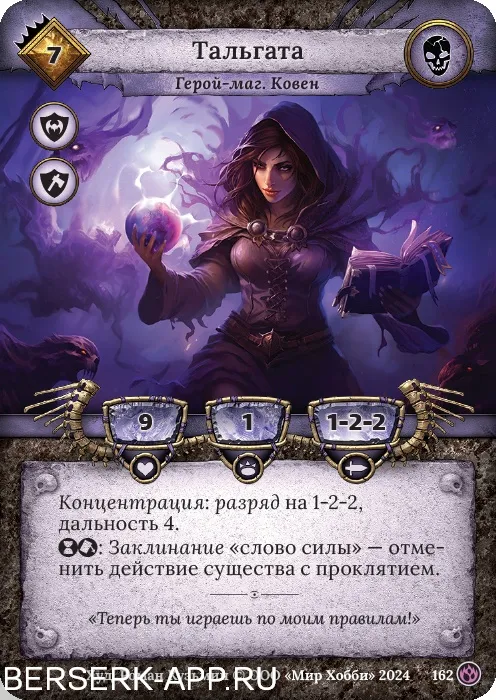 7
Тальгата
Герой-маг. Ковен
9
1
1-2-2
Концентрация: разряд на 1-2-2,
дальность 4.
: Заклинание «слово силы» — отме-
нить действие существа с проклятием.
«Теперь ты играешь по моим правилам!»
ООО «Мир Хобби» 2024 162
BERSERK-APP.RU